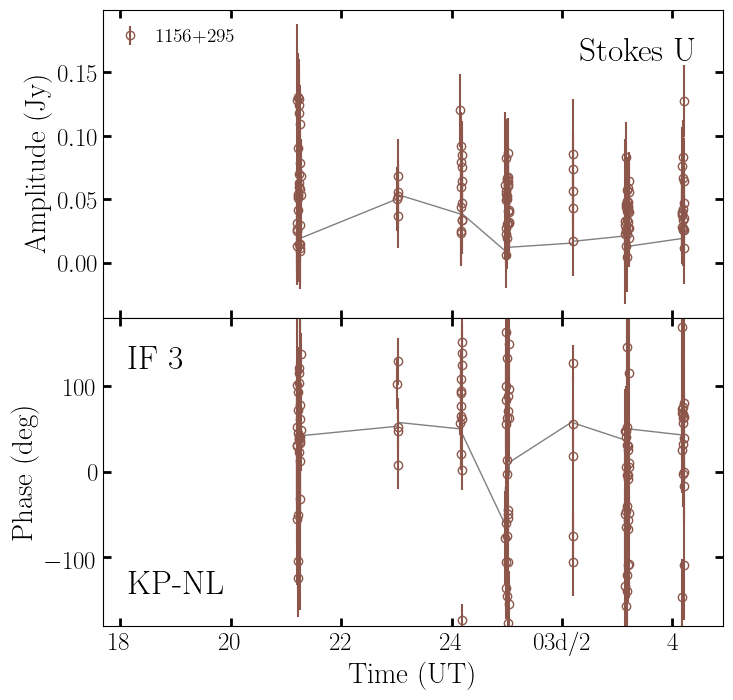 1156+295
Stokes U
0.15
0.10
0.05
0.00
Amplitude (Jy)
IF 3
100
0
−100
Phase (deg)
KP-NL
18 20 22 24 03d/2 4
Time (UT)